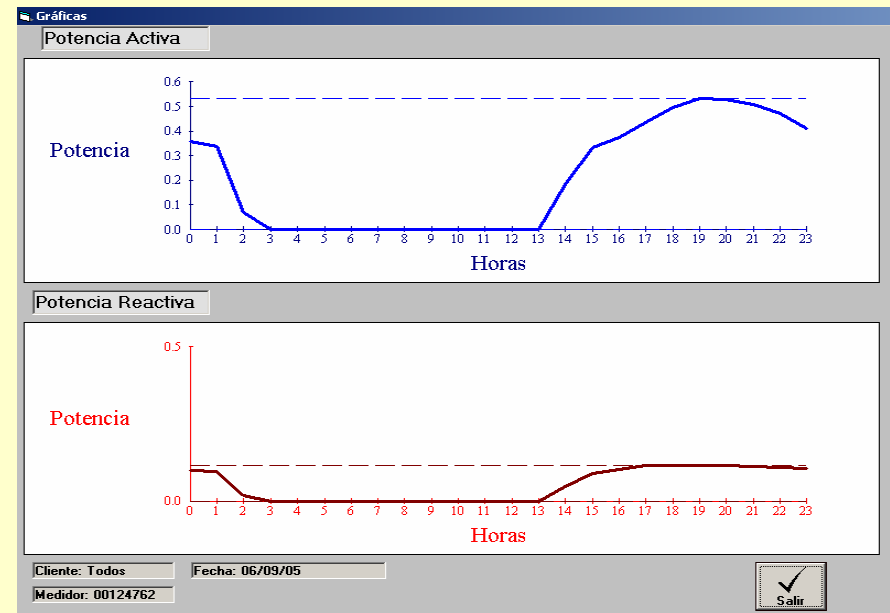 Gráficas
Potencia Activa
0.6
0.5
0.4
0.3
0.2
0.1
0.0
Potencia
0 1 2 3 4 5 6 7 8 9 10 11 12 13 14 15 16 17 18 19 20 21 22 23
Horas
Potencia Reactiva
0.5
Potencia
0.0
0 1 2 3 4 5 6 7 8 9 10 11 12 13 14 15 16 17 18 19 20 21 22 23
Horas
Cliente: Todos
Fecha: 06/09/05
Medidor: 00124762
Salir